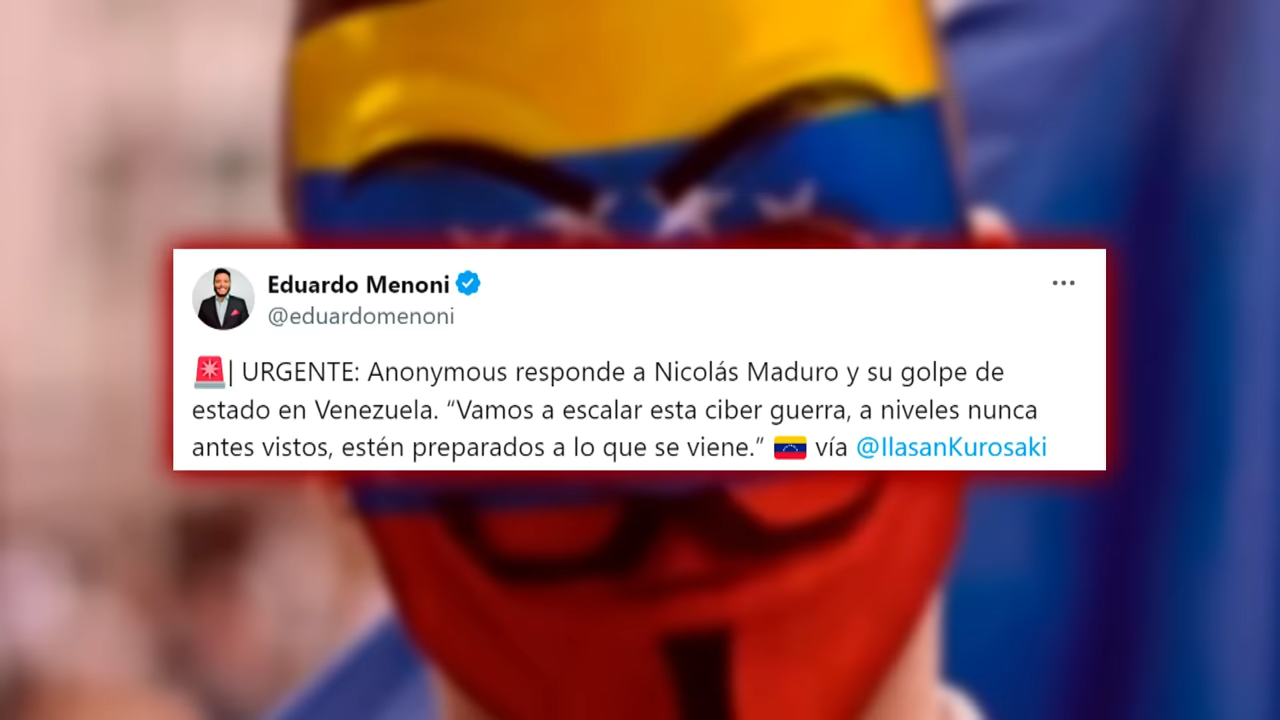 Eduardo Menoni
@eduardomenoni
🚨| URGENTE: Anonymous responde a Nicolás Maduro y su golpe de
estado en Venezuela. “Vamos a escalar esta ciber guerra, a niveles nunca
antes vistos, estén preparados a lo que se viene.” 🇻🇪 vía @IlasanKurosaki